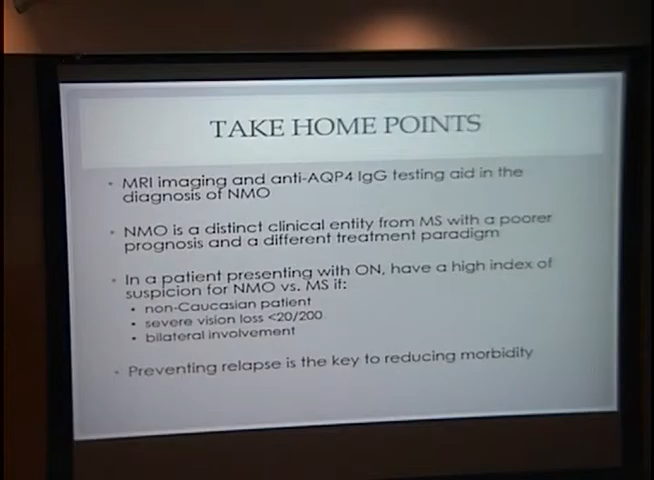 TAKE HOME POINTS
• MRI imaging and anti-AQP4 IgG testing aid in the
diagnosis of NMO
• NMO is a distinct clinical entity from MS with a poorer
prognosis and a different treatment paradigm
• In a patient presenting with ON, have a high index of
suspicion for NMO vs. MS if:
• non-Caucasian patient
• severe vision loss <20/200
• bilateral involvement
• Preventing relapse is the key to reducing morbidity